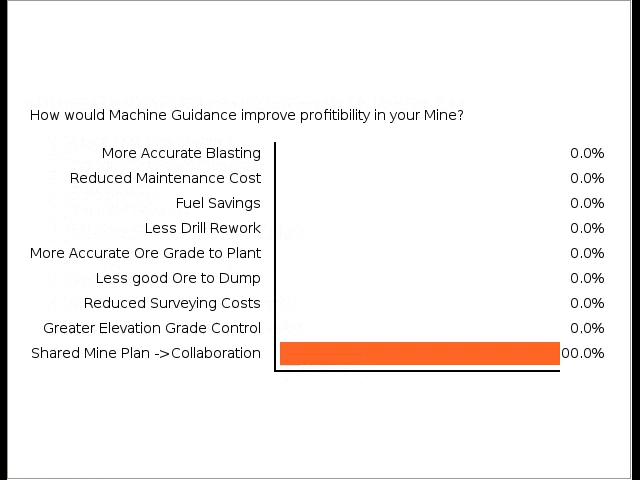 How would Machine Guidance improve profitibility in your Mine?
More Accurate Blasting 0.0%
Reduced Maintenance Cost 0.0%
Fuel Savings 0.0%
Less Drill Rework 0.0%
More Accurate Ore Grade to Plant 0.0%
Less good Ore to Dump 0.0%
Reduced Surveying Costs 0.0%
Greater Elevation Grade Control 0.0%
Shared Mine Plan ->Collaboration 00.0%